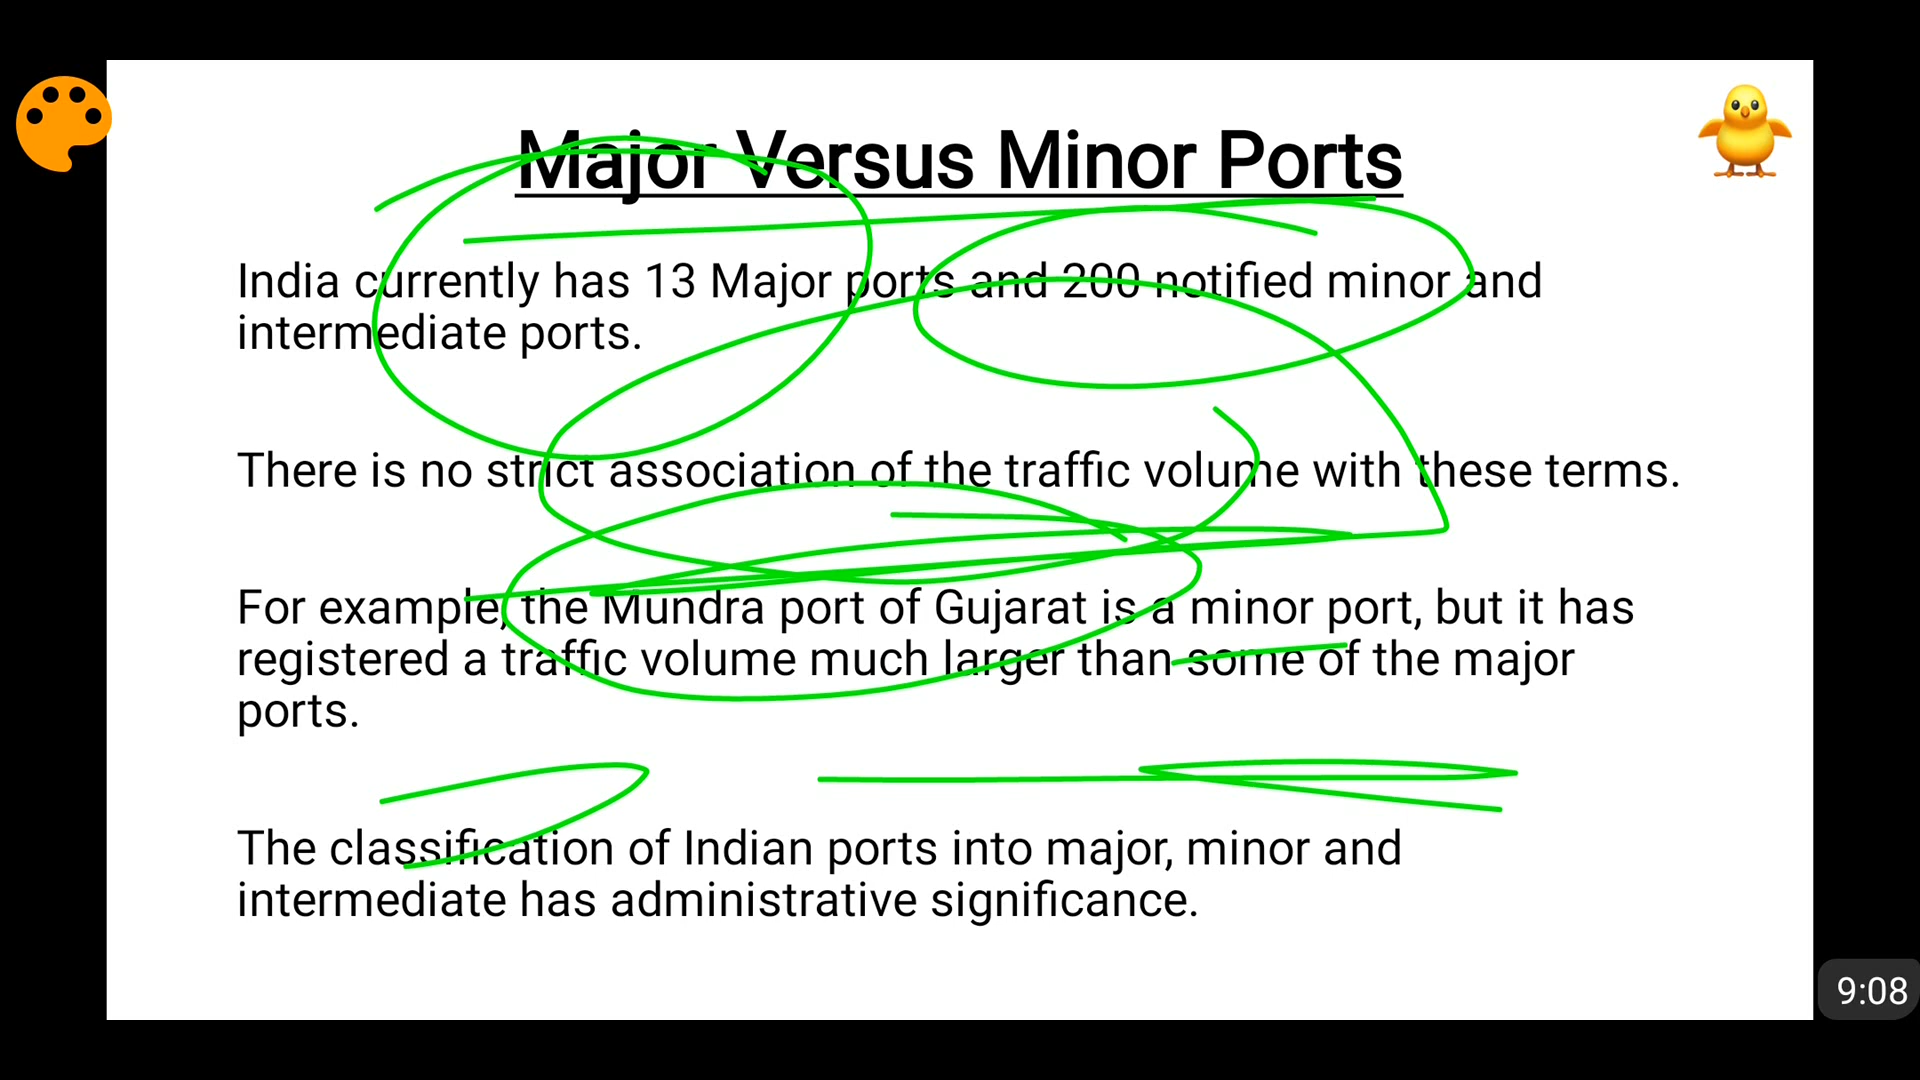 Major Versus Minor Ports
India currently has 13 Major ports and 200 notified minor and
intermediate ports.
There is no strict association of the traffic volume with these terms.
For example, the Mundra port of Gujarat is a minor port, but it has
registered a traffic volume much larger than some of the major
ports.
The classification of Indian ports into major, minor and
intermediate has administrative significance.
9:08